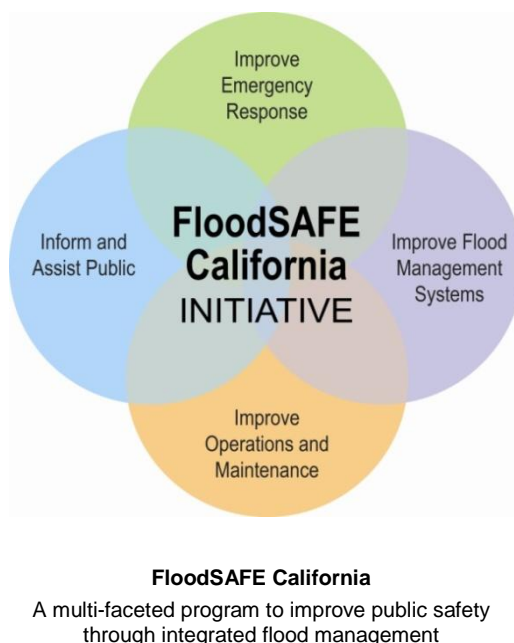 Improve
Emergency
Response
Inform and
Assist Public
FloodSAFE
California
INITIATIVE
Improve Flood
Management
Systems
Improve
Operations and
Maintenance
FloodSAFE California
A multi-faceted program to improve public safety
through integrated flood management